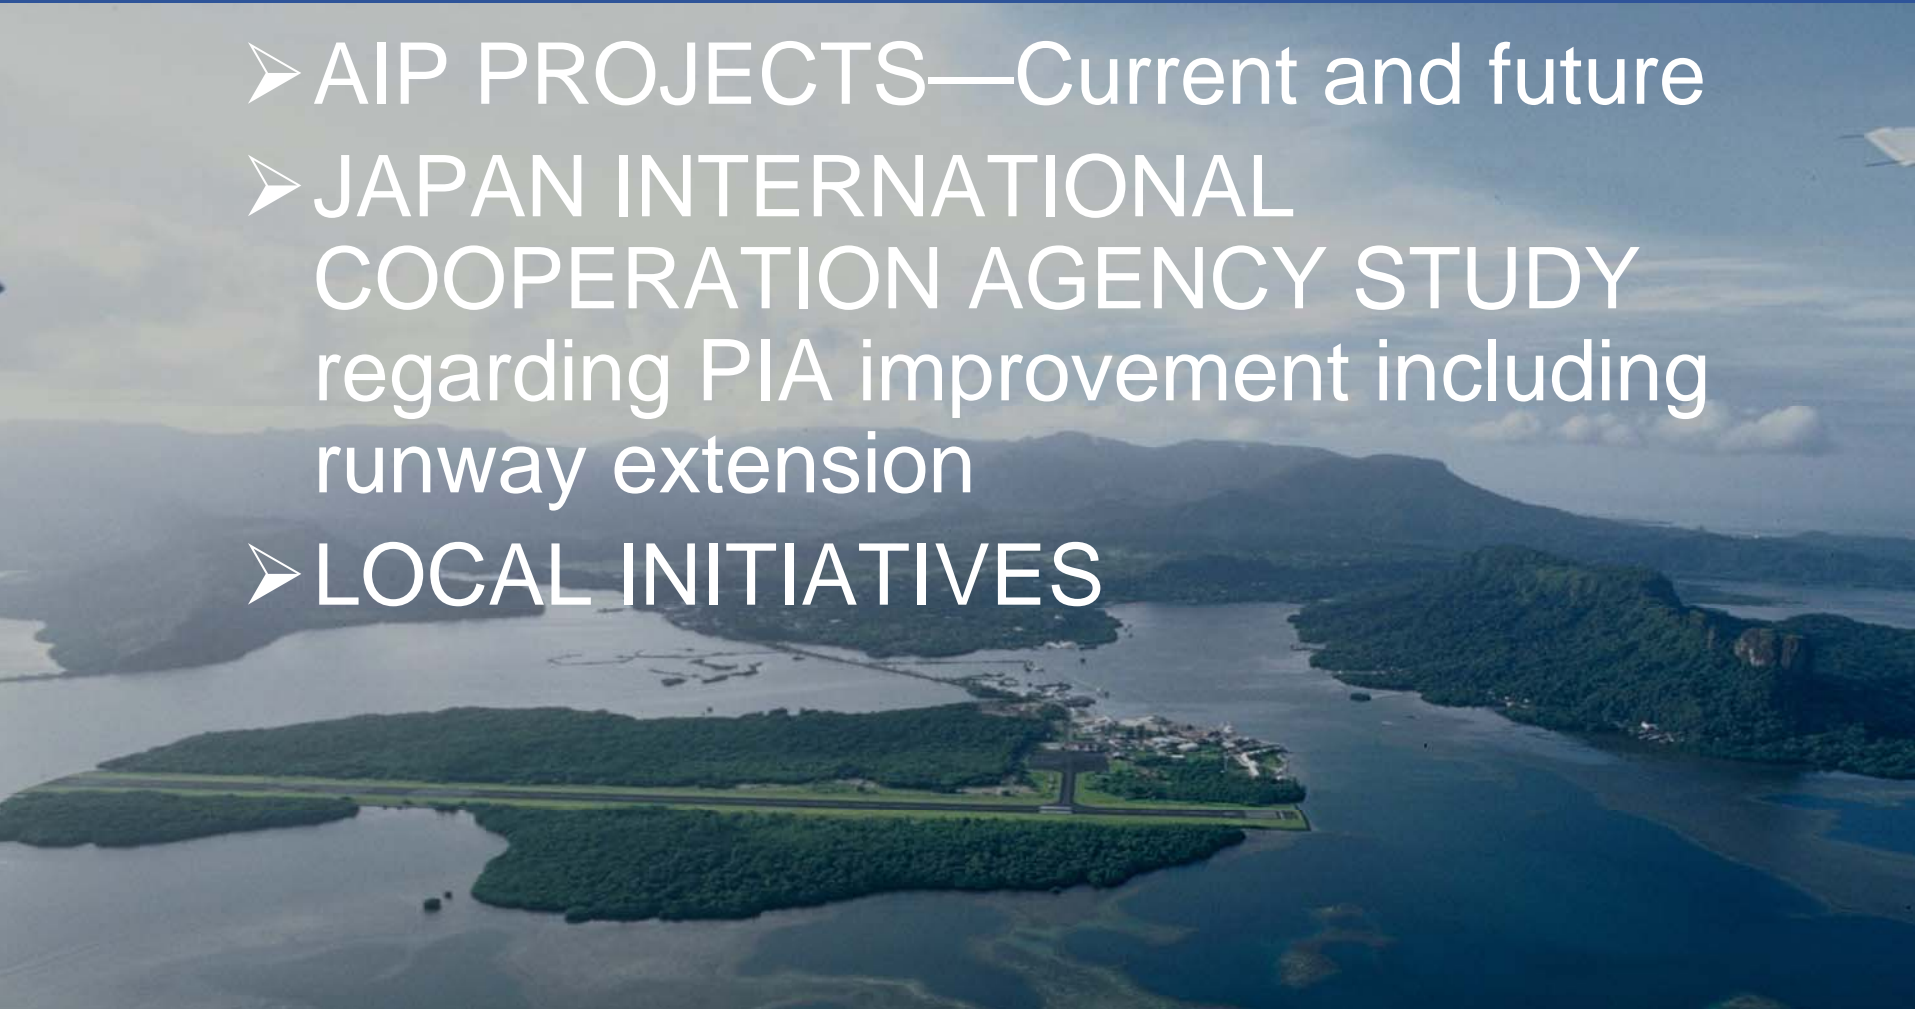 ➢AIP PROJECTS—Current and future
➢JAPAN INTERNATIONAL
COOPERATION AGENCY STUDY
regarding PIA improvement including
runway extension
➢LOCAL INITIATIVES